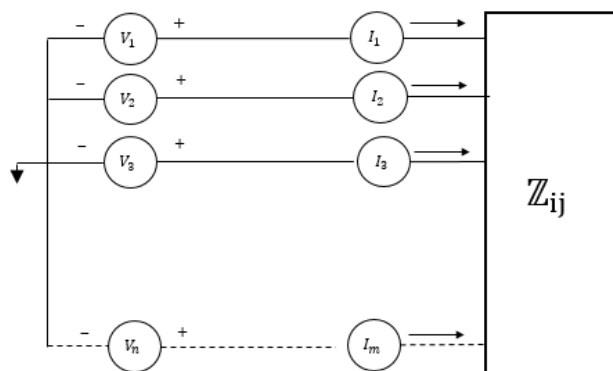 − V₁ + I₁
− V₂ + I₂
− V₃ + I₃
ℤij
− Vn + Im